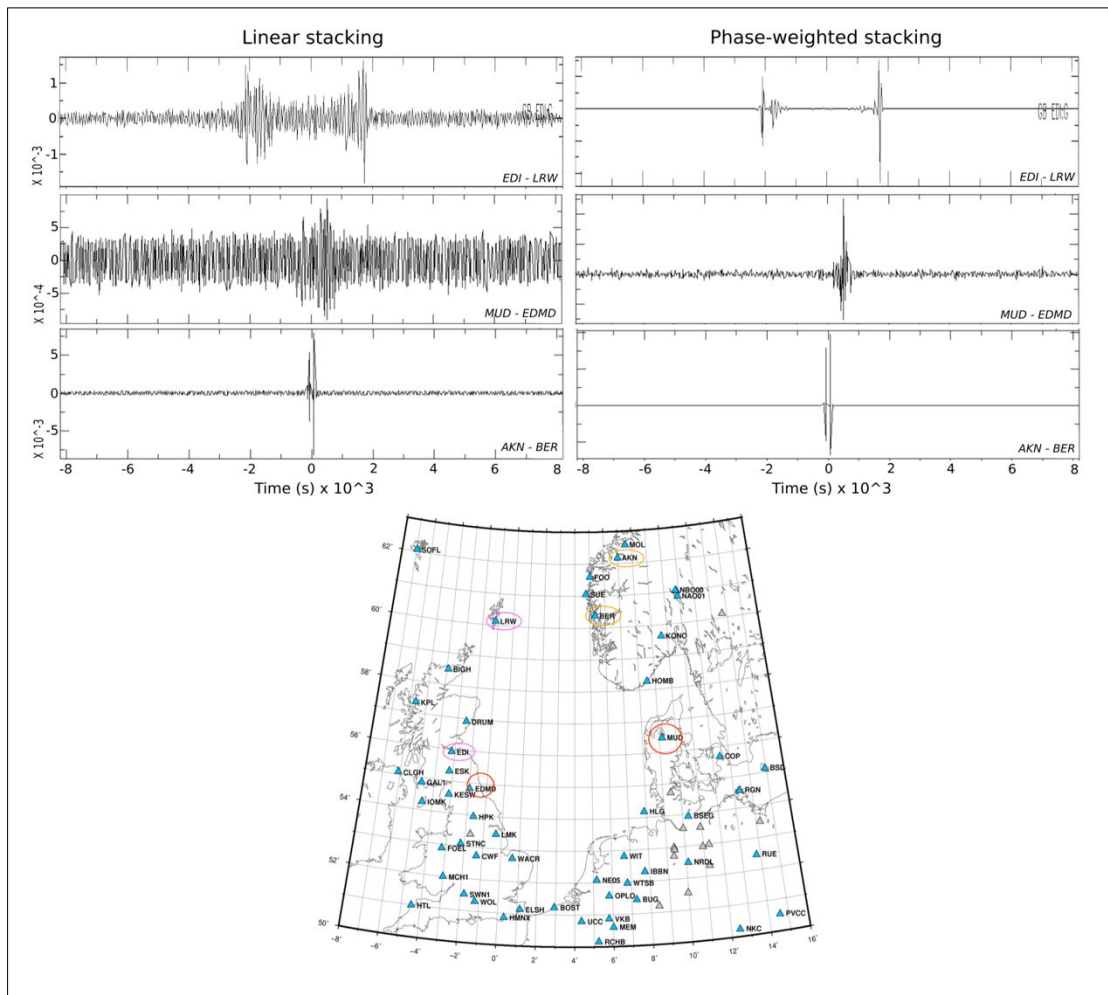 Linear stacking
Phase-weighted stacking
1
0
-1
X 10^-3
GB EDI:G
EDI - LRW
GB EDI:G
EDI - LRW
5
0
-5
X 10^-4
MUD - EDMD
MUD - EDMD
5
0
-5
X 10^-3
AKN - BER
AKN - BER
-8 -6 -4 -2 0 2 4 6 8
-8 -6 -4 -2 0 2 4 6 8
Time (s) x 10^3
Time (s) x 10^3
62˚
SOFL
MOL
AKN
FOO
SUE
NBO00
NAO01
60˚
LRW
BER
KONO
58˚
BIGH
HOMB
KPL
DRUM
56˚
EDI
MUD
COP
BSD
CLGH
ESK
GAL1
EDMD
KESW
IOMK
RGN
54˚
HPK
HLG
BSEG
LMK
STNC
FOEL
CWF
WACR
WIT
NRDL
RUE
52˚
IBBN
MCH1
NE05
WTSB
SWN1
WOL
OPLO
BUG
HTL
ELSH
BOST
HMNX
UCC
VKB
MEM
PVCC
50˚
NKC
RCHB
-8˚ -6˚ -4˚ -2˚ 0˚ 2˚ 4˚ 6˚ 8˚ 10˚ 12˚ 14˚ 16˚